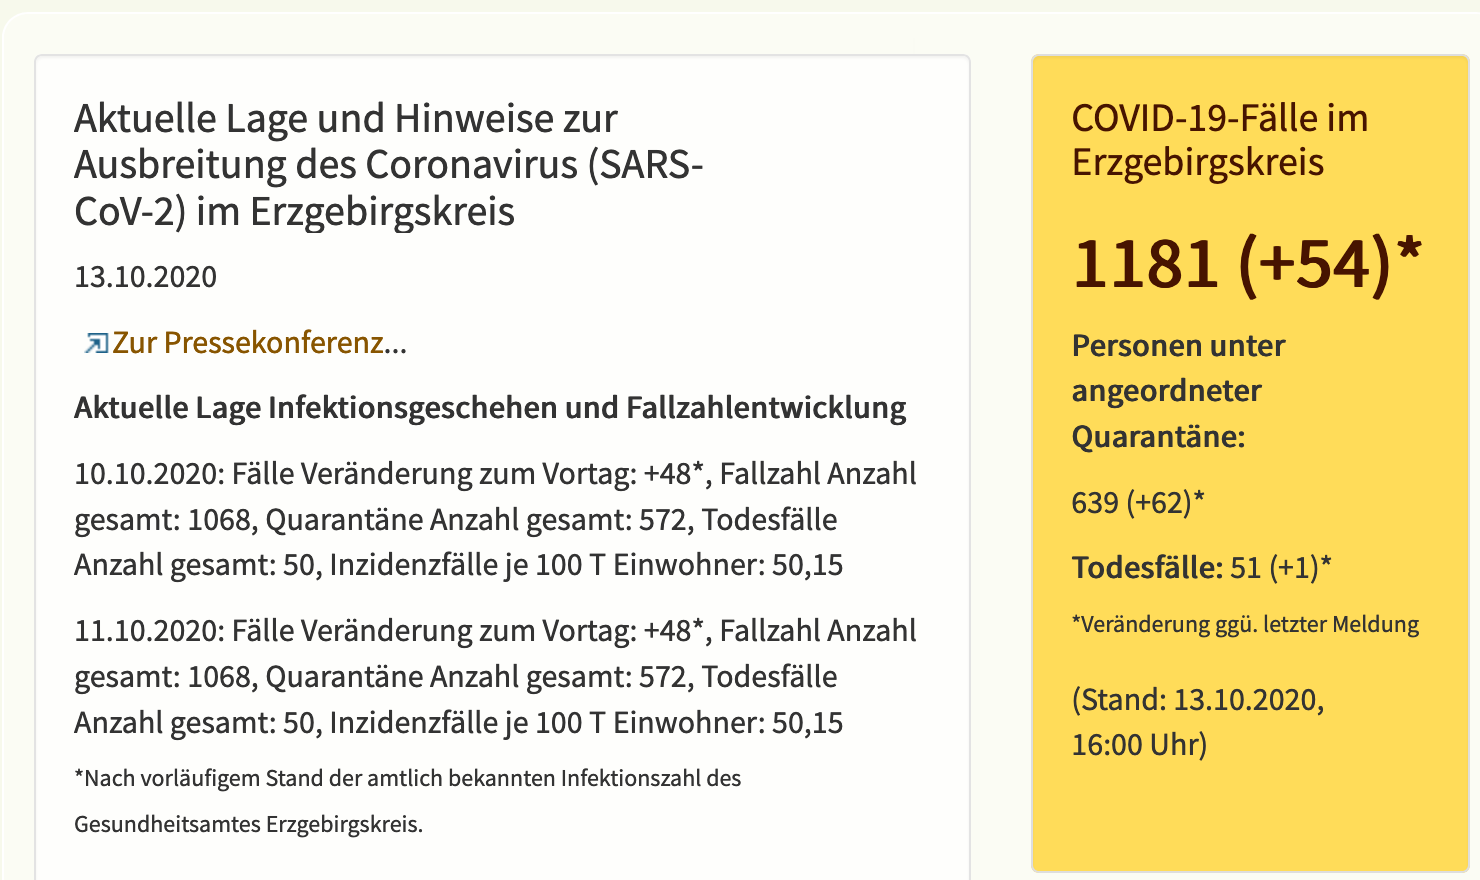 Aktuelle Lage und Hinweise zur
Ausbreitung des Coronavirus (SARS-
CoV-2) im Erzgebirgskreis
13.10.2020
Zur Pressekonferenz...
Aktuelle Lage Infektionsgeschehen und Fallzahlentwicklung
10.10.2020: Fälle Veränderung zum Vortag: +48*, Fallzahl Anzahl
gesamt: 1068, Quarantäne Anzahl gesamt: 572, Todesfälle
Anzahl gesamt: 50, Inzidenzfälle je 100 T Einwohner: 50,15
11.10.2020: Fälle Veränderung zum Vortag: +48*, Fallzahl Anzahl
gesamt: 1068, Quarantäne Anzahl gesamt: 572, Todesfälle
Anzahl gesamt: 50, Inzidenzfälle je 100 T Einwohner: 50,15
*Nach vorläufigem Stand der amtlich bekannten Infektionszahl des
Gesundheitsamtes Erzgebirgskreis.
COVID-19-Fälle im
Erzgebirgskreis
1181 (+54)*
Personen unter
angeordneter
Quarantäne:
639 (+62)*
Todesfälle: 51 (+1)*
*Veränderung ggü. letzter Meldung
(Stand: 13.10.2020,
16:00 Uhr)